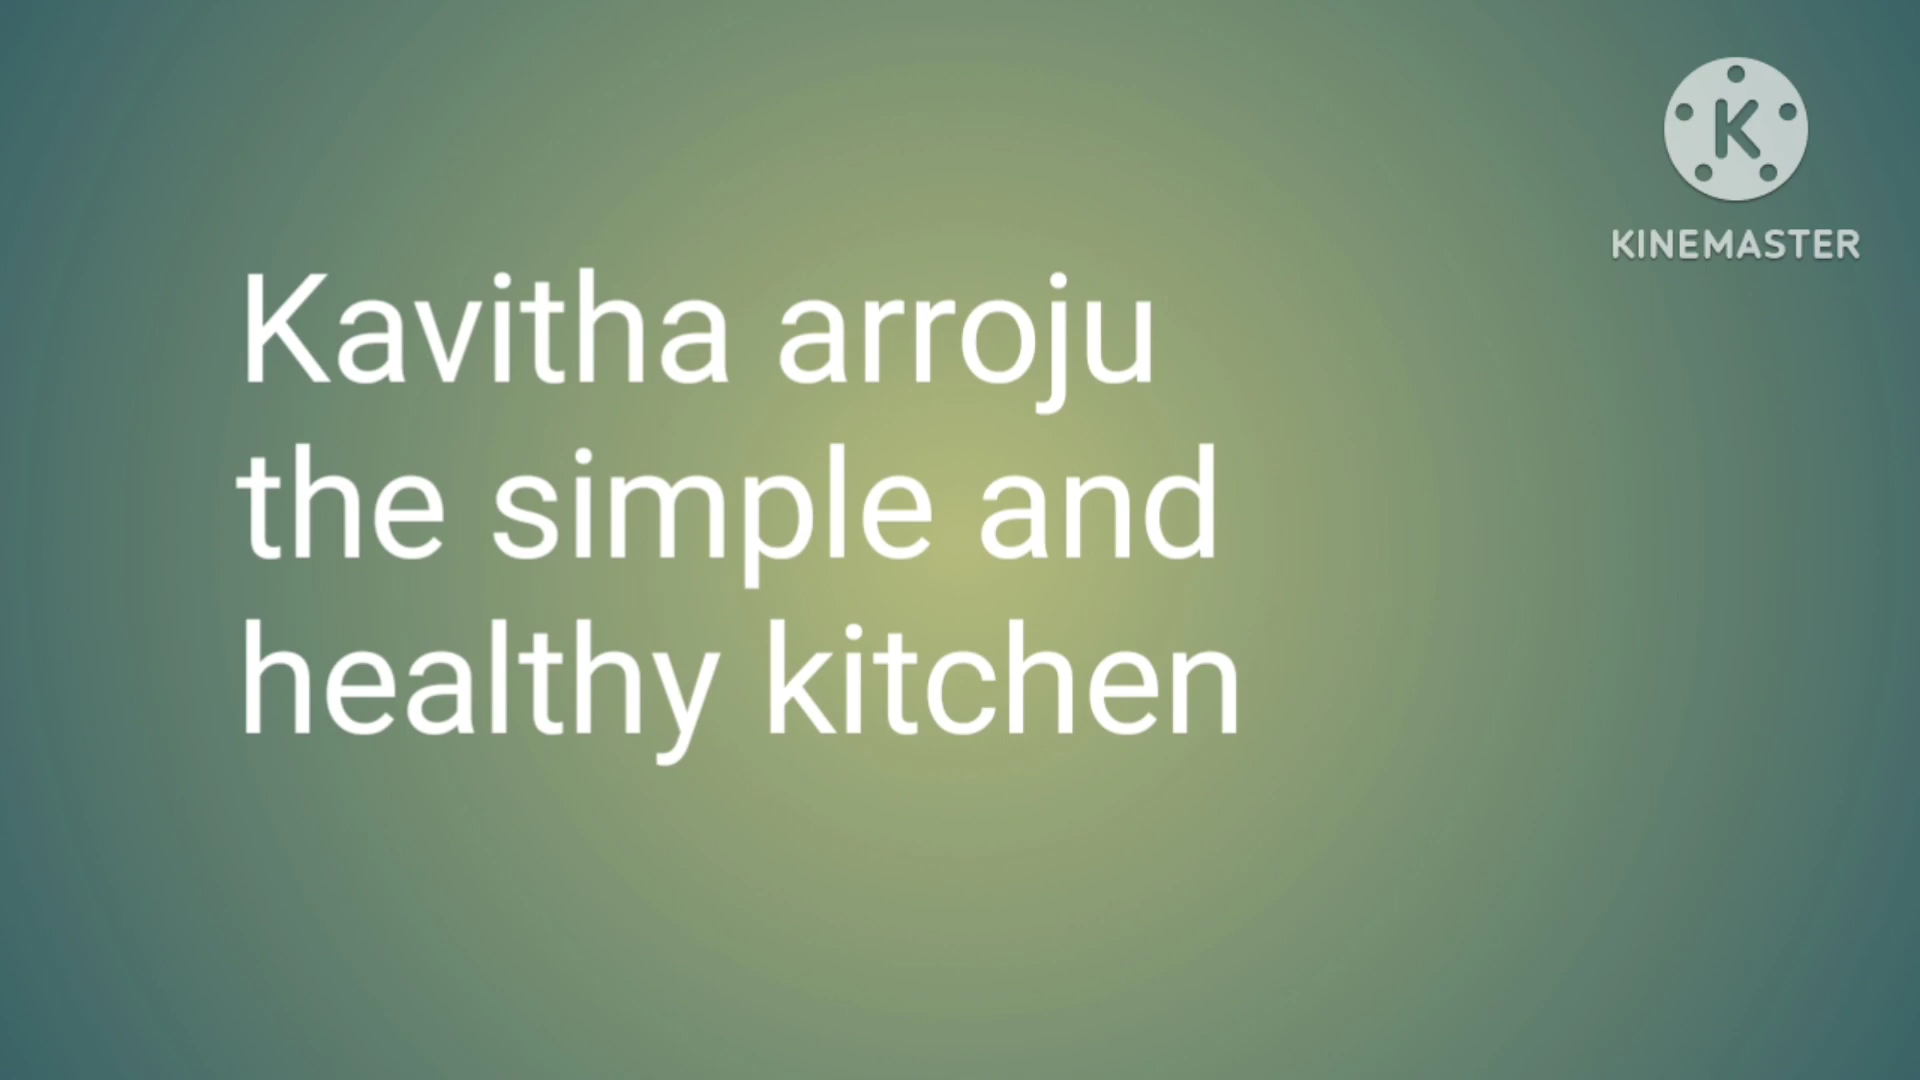 K
KINEMASTER
Kavitha arroju
the simple and
healthy kitchen